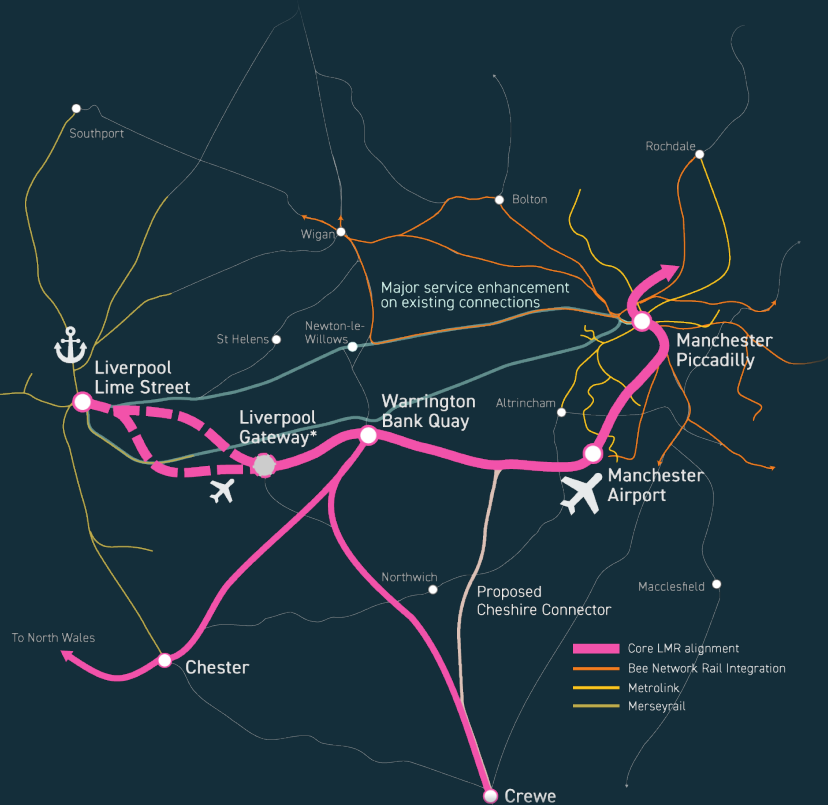 Southport
Rochdale
Bolton
Wigan
Major service enhancement
on existing connections
Newton-le-
Willows
St Helens
Manchester
Piccadilly
Liverpool
Lime Street
Warrington
Bank Quay
Altrincham
Liverpool
Gateway*
Manchester
Airport
Northwich
Proposed
Cheshire Connector
Macclesfield
To North Wales
Chester
Core LMR alignment
Bee Network Rail Integration
Metrolink
Merseyrail
Crewe